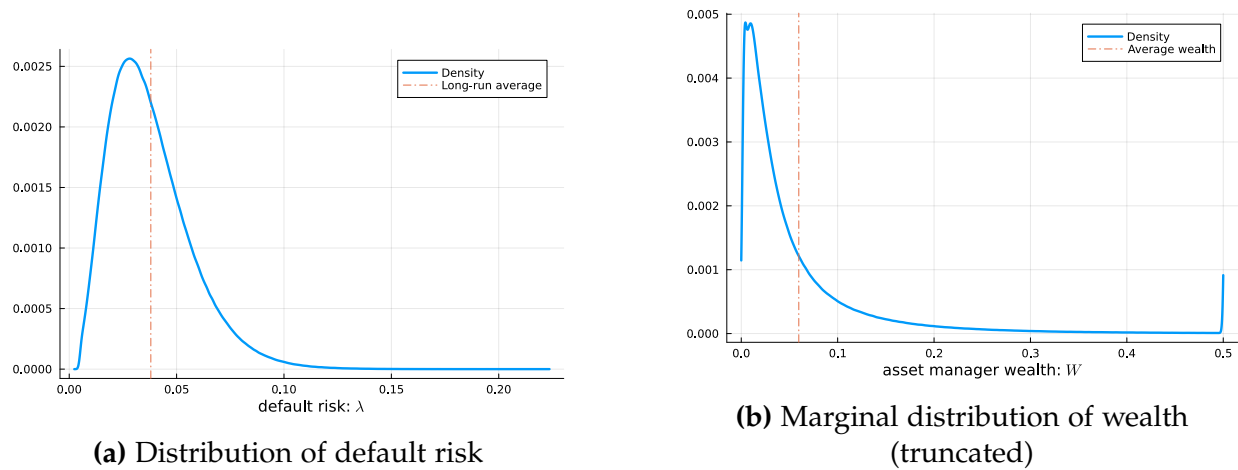 0.0025
0.0020
0.0015
0.0010
0.0005
0.0000
0.00
0.05
0.10
0.15
0.20
Density
Long-run average
default risk: λ
(a) Distribution of default risk
0.005
0.004
0.003
0.002
0.001
0.000
0.0
0.1
0.2
0.3
0.4
0.5
Density
Average wealth
asset manager wealth: W
(b) Marginal distribution of wealth
(truncated)